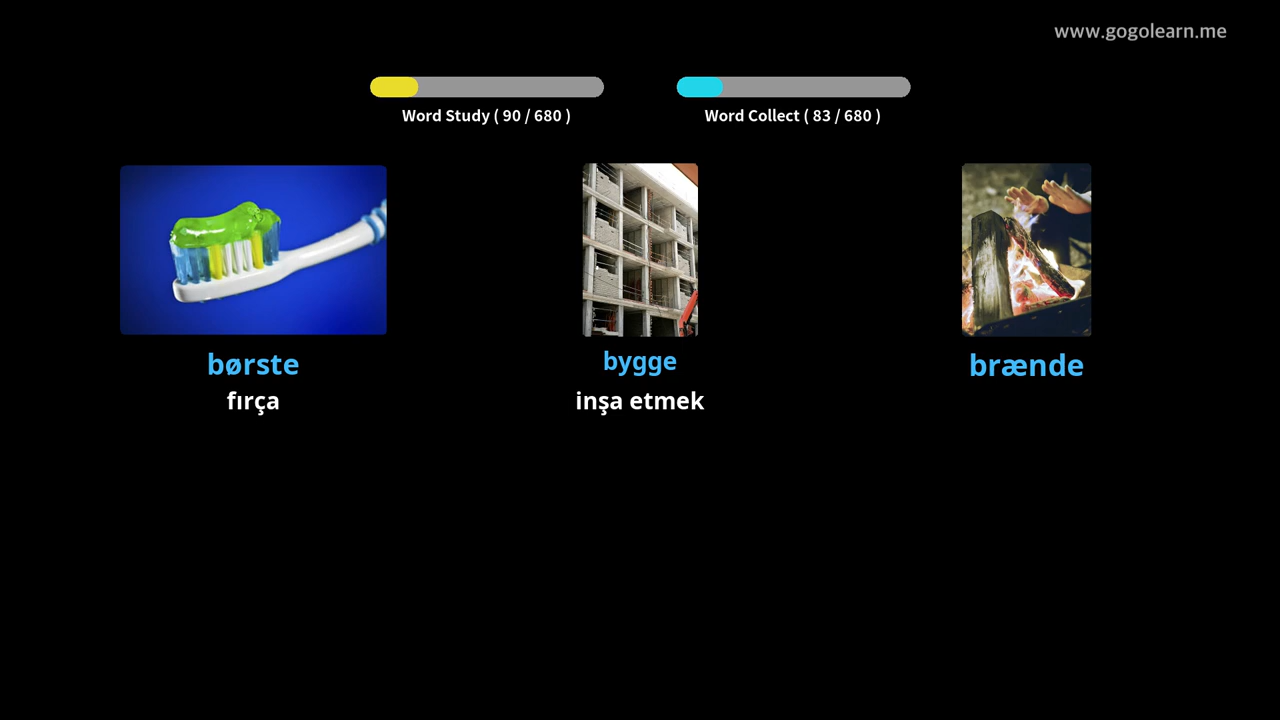 www.gogolearn.me
Word Study ( 90 / 680 )
Word Collect ( 83 / 680 )
børste
fırça
bygge
inşa etmek
brænde